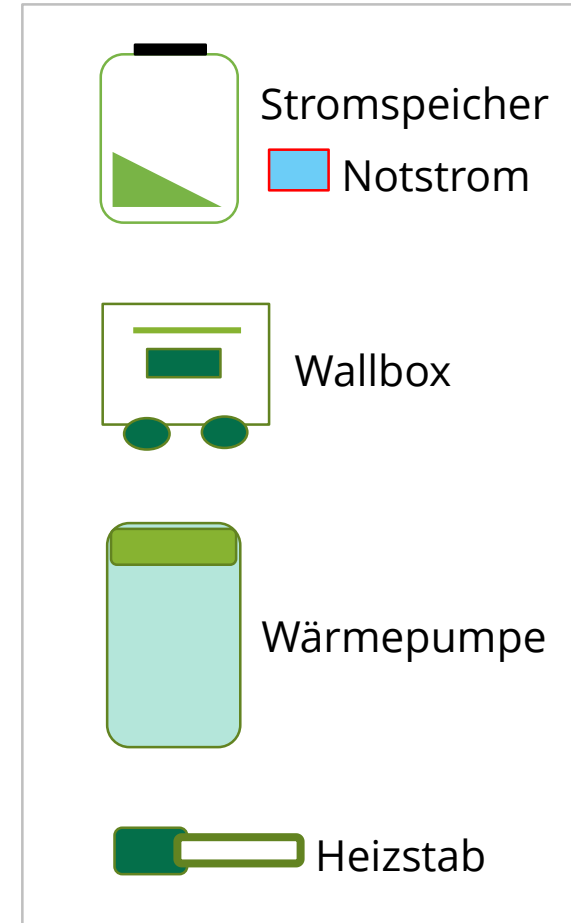 Stromspeicher
Notstrom
Wallbox
Wärmepumpe
Heizstab